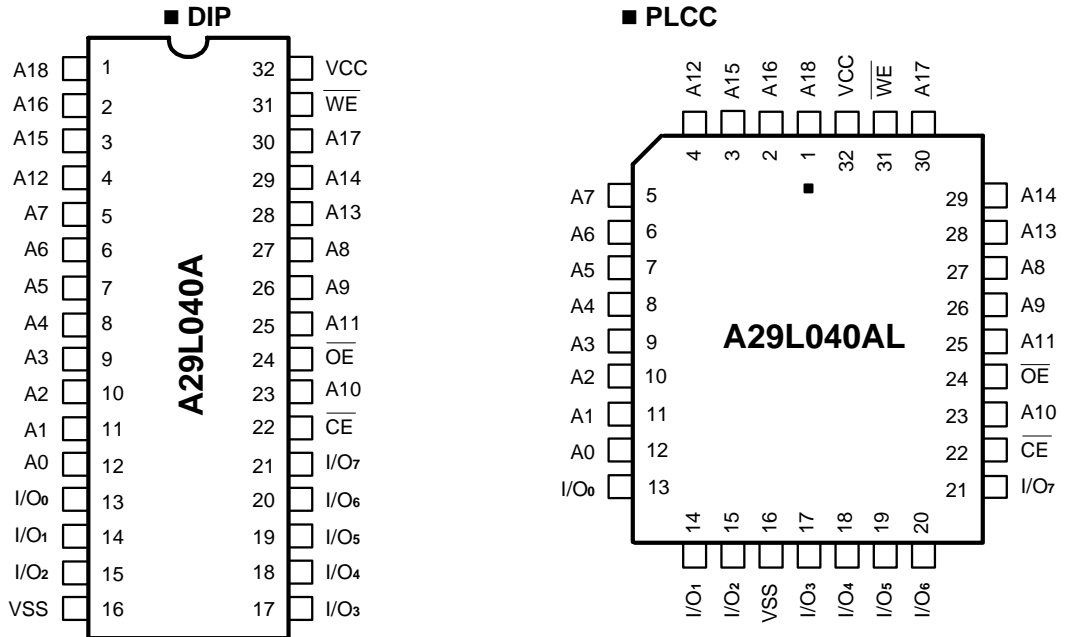 ■ DIP
A18 1 32 VCC
A16 2 31 WE
A15 3 30 A17
A12 4 29 A14
A7 5 28 A13
A6 6 27 A8
A5 7 26 A9
A4 8 25 A11
A3 9 24 OE
A2 10 23 A10
A1 11 22 CE
A0 12 21 I/O7
I/O0 13 20 I/O6
I/O1 14 19 I/O5
I/O2 15 18 I/O4
VSS 16 17 I/O3
A29L040A
■ PLCC
A12 A15 A16 A18 VCC WE A17
4 3 2 1 32 31 30
A7 5 29 A14
A6 6 28 A13
A5 7 27 A8
A4 8 26 A9
A3 9 25 A11
A2 10 24 OE
A1 11 23 A10
A0 12 22 CE
I/O0 13 21 I/O7
A29L040AL
14 15 16 17 18 19 20
I/O1 I/O2 VSS I/O3 I/O4 I/O5 I/O6